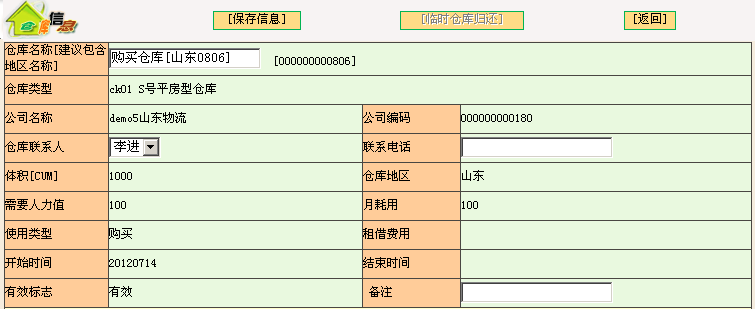 仓库信息 [保存信息] [临时仓库归还] [返回]
仓库名称[建议包含地区名称] 购买仓库[山东0806] [000000000806]
仓库类型 ck01 S号平房型仓库
公司名称 demo5山东物流 公司编码 000000000180
仓库联系人 李进 联系电话
体积[CUM] 1000 仓库地区 山东
需要人力值 100 月耗用 100
使用类型 购买 租借费用
开始时间 20120714 结束时间
有效标志 有效 备注